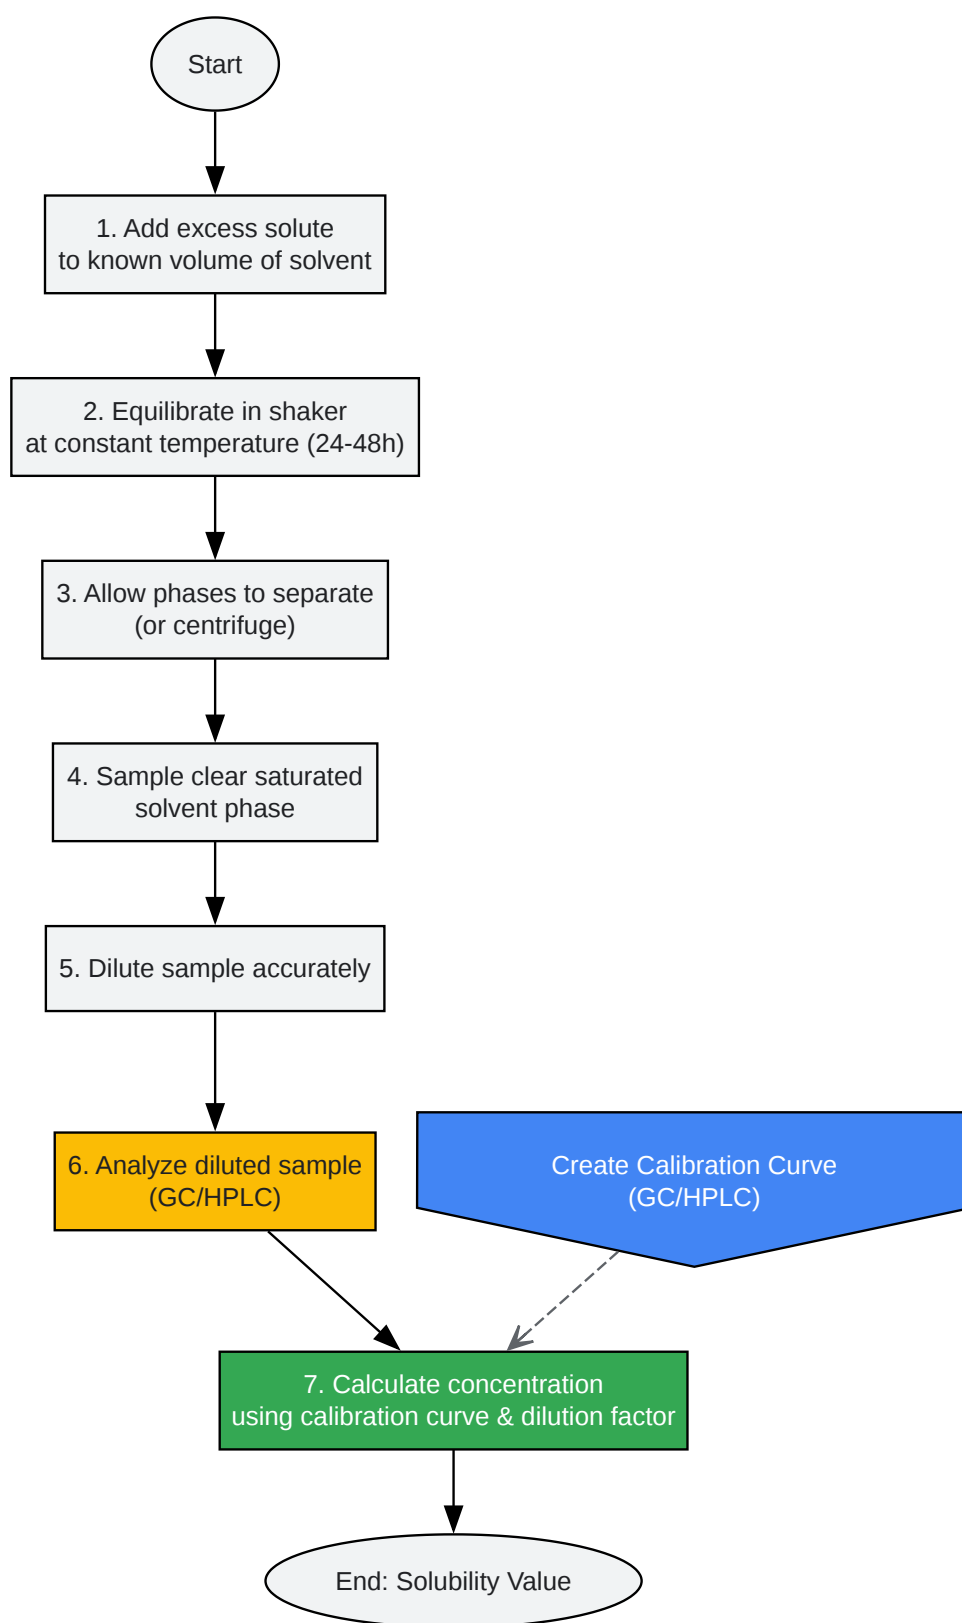 Start
1. Add excess solute
to known volume of solvent
2. Equilibrate in shaker
at constant temperature (24-48h)
3. Allow phases to separate
(or centrifuge)
4. Sample clear saturated
solvent phase
5. Dilute sample accurately
6. Analyze diluted sample
(GC/HPLC)
Create Calibration Curve
(GC/HPLC)
7. Calculate concentration
using calibration curve & dilution factor
End: Solubility Value